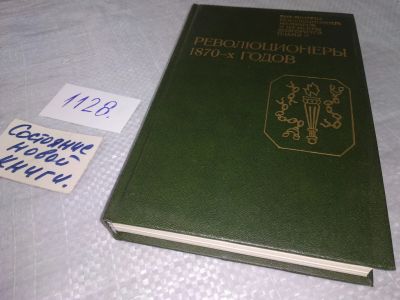 РЕВОЛЮЦИОНЕРЫ
1870-х ГОДОВ
1128.
Состояние
новой
книги.